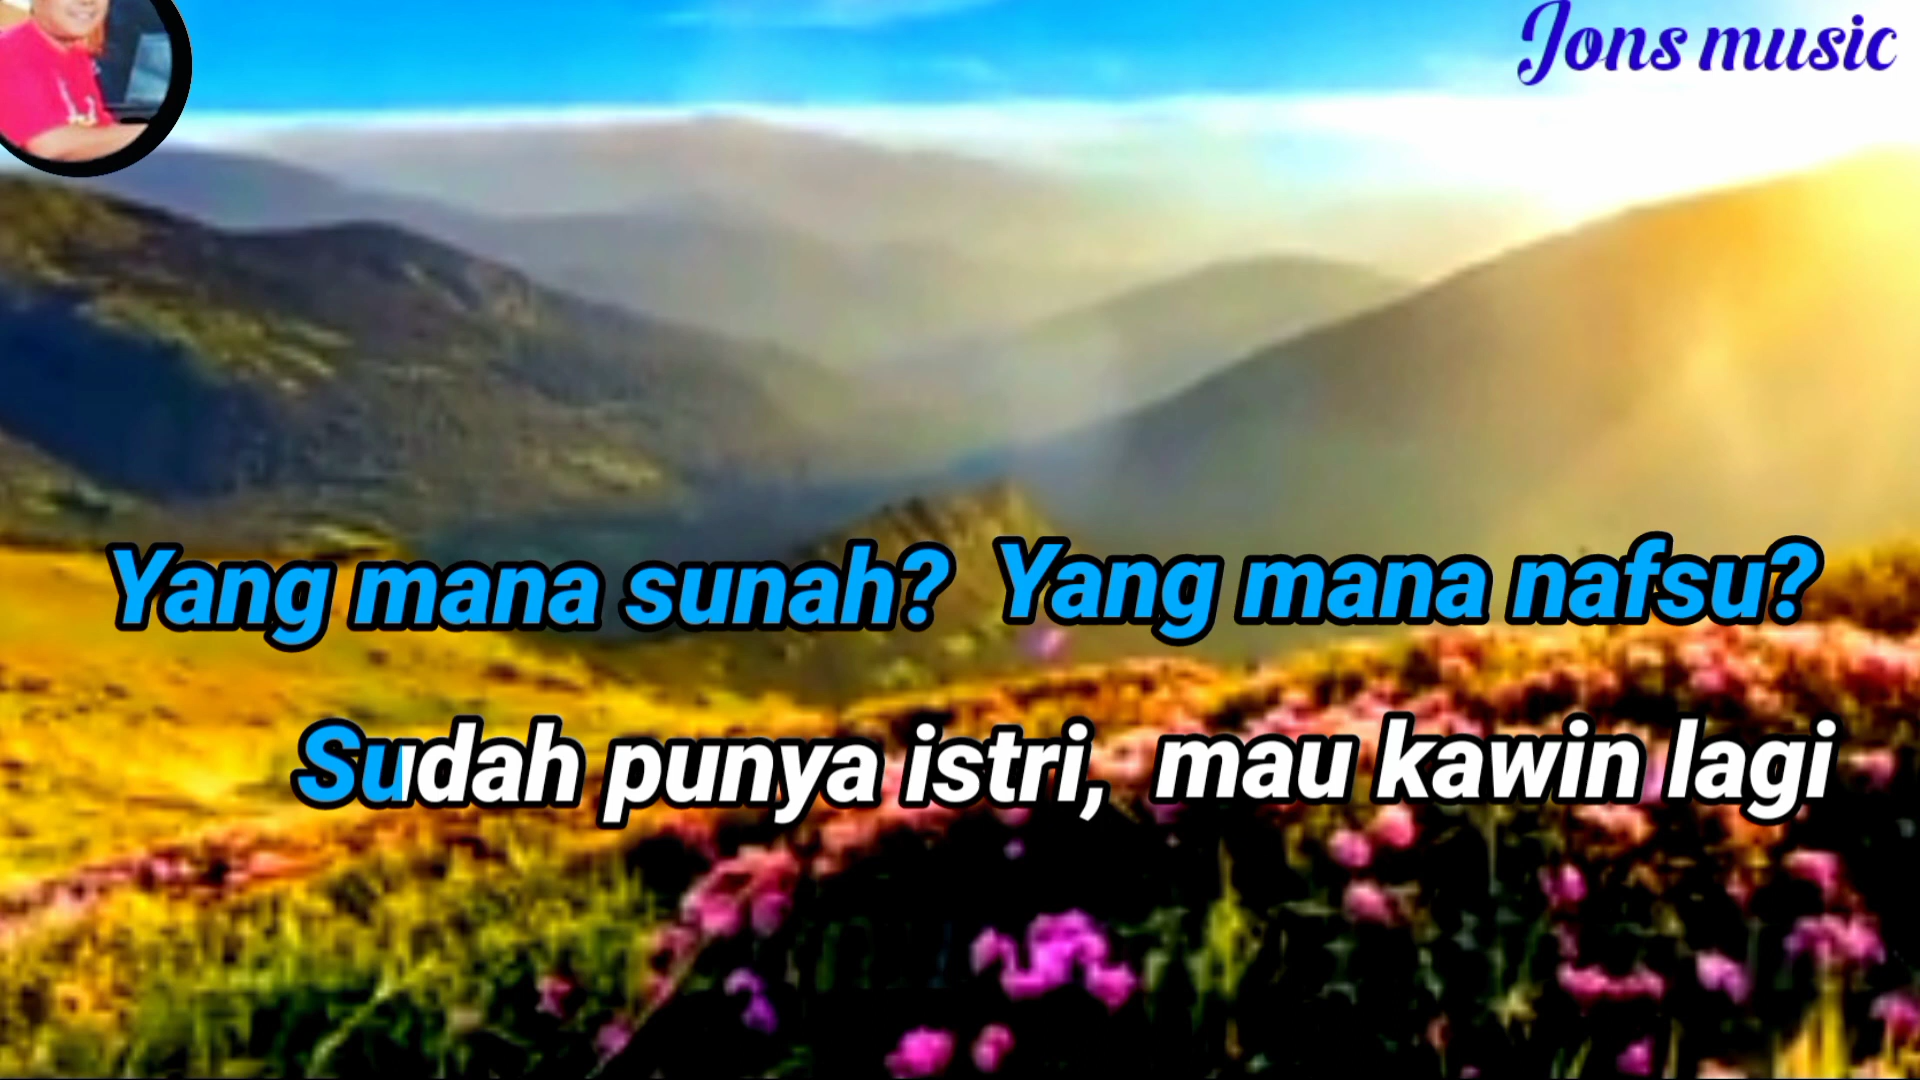 Jons music
Yang mana sunah? Yang mana nafsu?
Sudah punya istri, mau kawin lagi